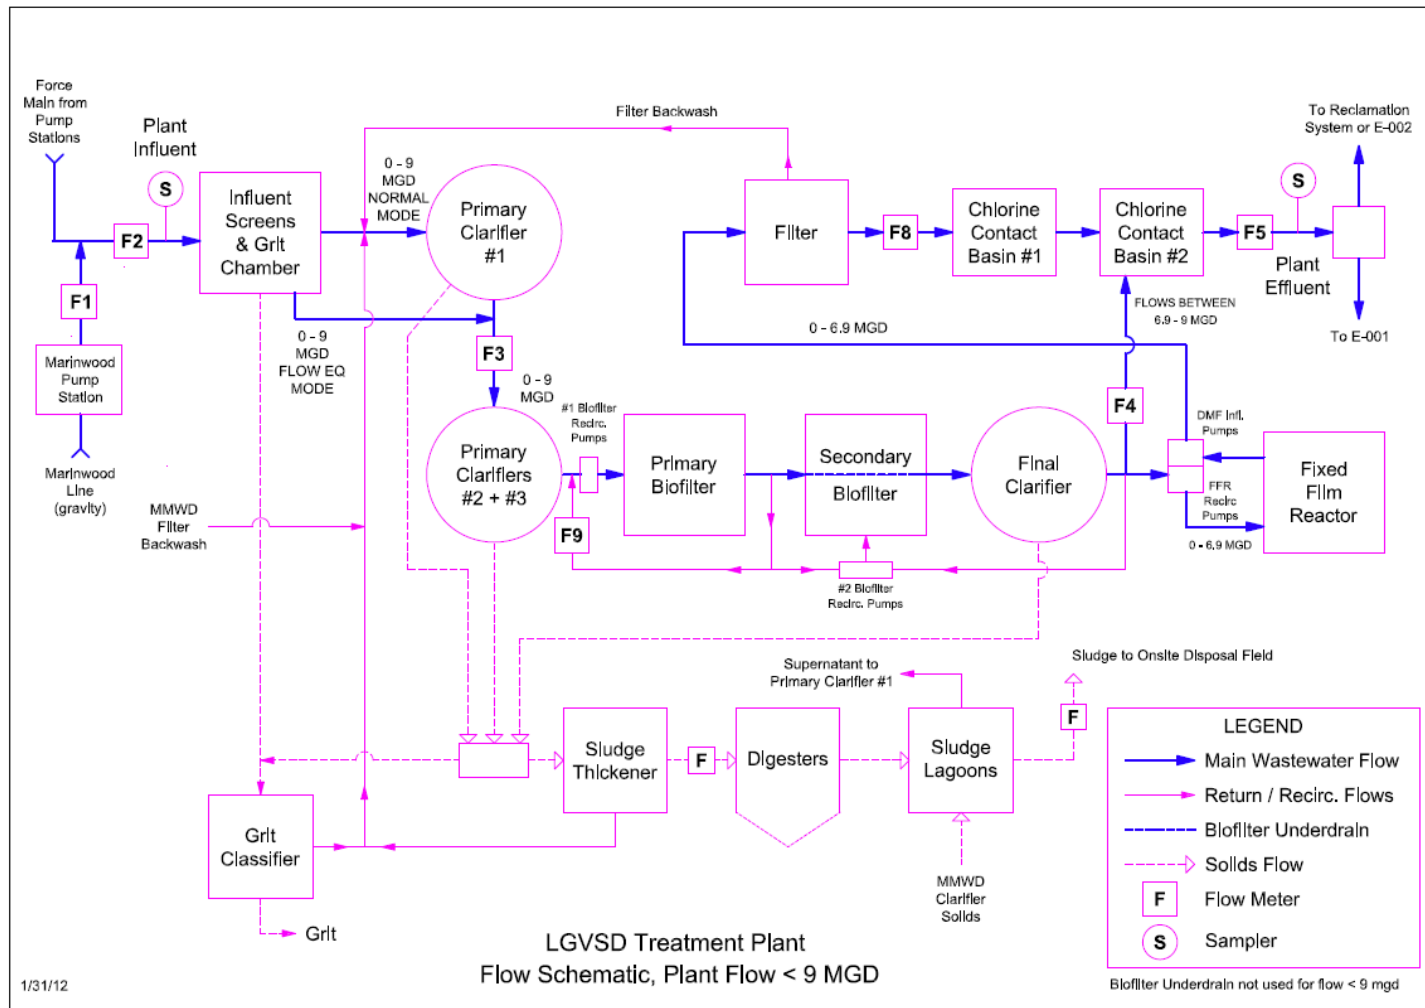 Force
Main from
Pump
Stations
Plant
Influent
S
F2
F1
Marinwood
Pump
Station
Marinwood
Line
(gravity)
Influent
Screens
& Grit
Chamber
0 - 9
MGD
NORMAL
MODE
Primary
Clarifier
#1
0 - 9
MGD
FLOW EQ
MODE
F3
0 - 9
MGD
Primary
Clarifiers
#2 + #3
#1 Biofilter
Recirc.
Pumps
F9
Primary
Biofilter
Secondary
Biofilter
#2 Biofilter
Recirc. Pumps
Final
Clarifier
F4
FLOWS BETWEEN
6.9 - 9 MGD
DMF Infl.
Pumps
FFR
Recirc
Pumps
0 - 6.9 MGD
Fixed
Film
Reactor
0 - 6.9 MGD
Filter Backwash
Filter
F8
Chlorine
Contact
Basin #1
Chlorine
Contact
Basin #2
F5
S
Plant
Effluent
To Reclamation
System or E-002
To E-001
MMWD
Filter
Backwash
Supernatant to
Primary Clarifier #1
Sludge to Onsite Disposal Field
Sludge
Thickener
F
Digesters
Sludge
Lagoons
F
MMWD
Clarifier
Solids
Grit
Classifier
Grit
LEGEND
Main Wastewater Flow
Return / Recirc. Flows
Biofilter Underdrain
Solids Flow
F Flow Meter
S Sampler
Biofilter Underdrain not used for flow < 9 mgd
LGVSD Treatment Plant
Flow Schematic, Plant Flow < 9 MGD
1/31/12